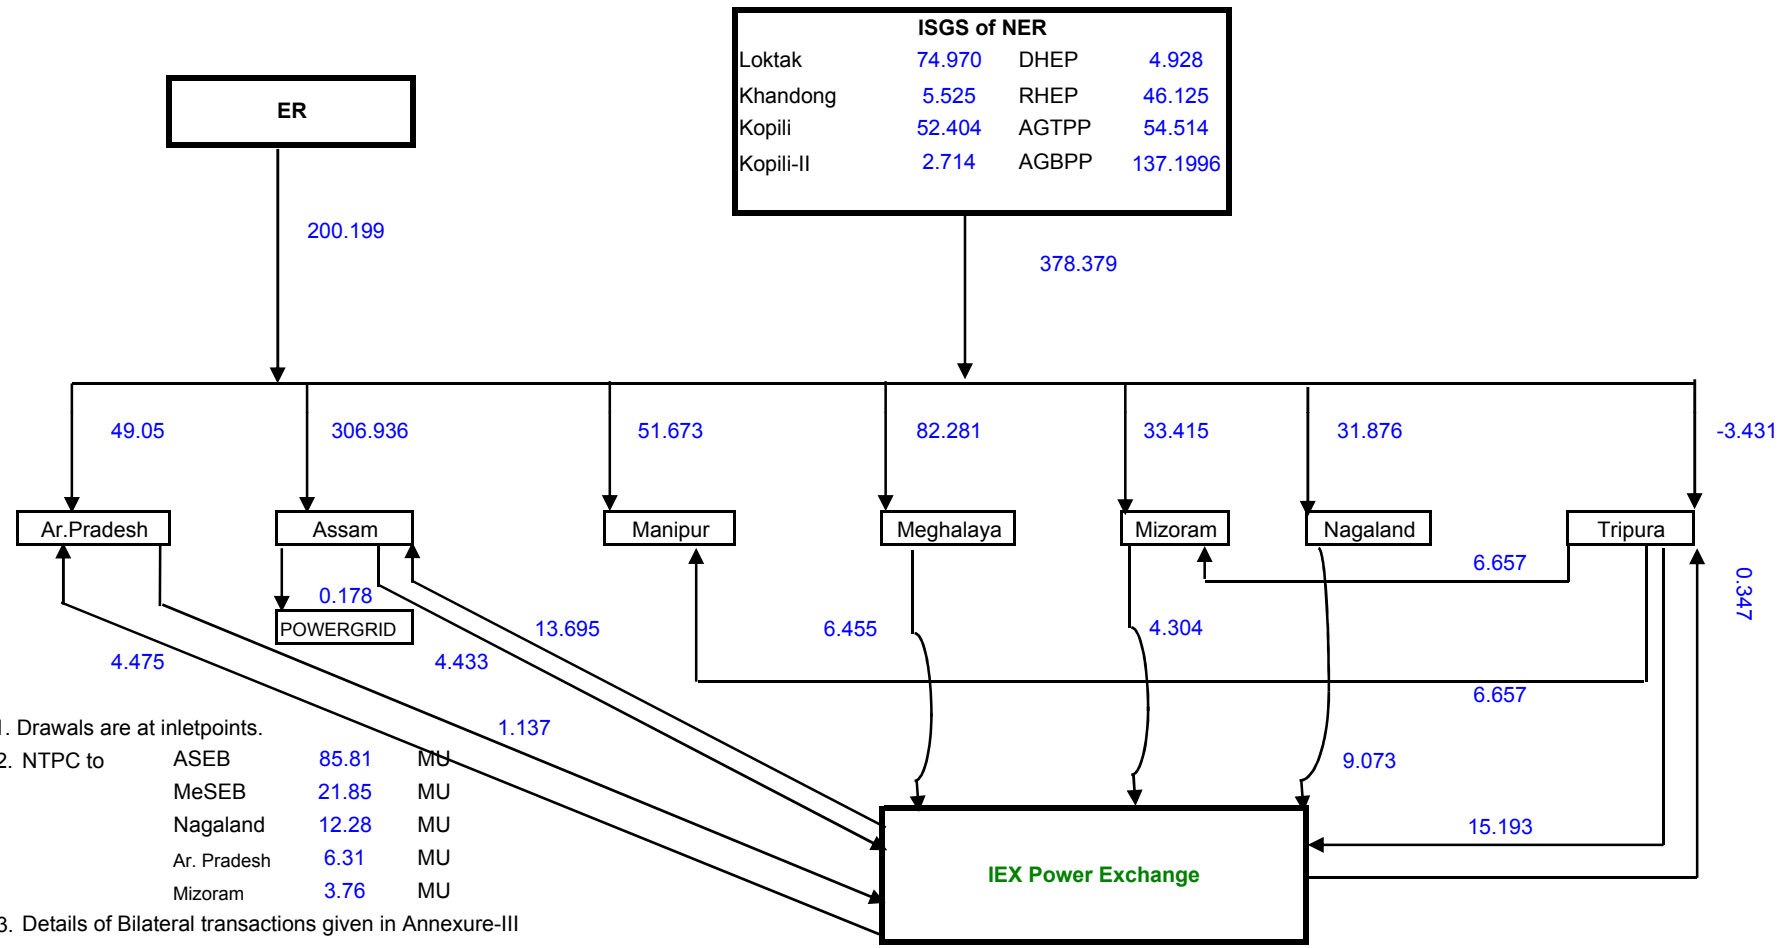 ISGS of NER
Loktak 74.970 DHEP 4.928
Khandong 5.525 RHEP 46.125
Kopili 52.404 AGTPP 54.514
Kopili-II 2.714 AGBPP 137.1996
ER
200.199
378.379
49.05 306.936 51.673 82.281 33.415 31.876 -3.431
Ar.Pradesh Assam Manipur Meghalaya Mizoram Nagaland Tripura
6.657
0.347
0.178
POWERGRID
13.695 6.455 4.304
4.475 4.433
6.657
1. Drawals are at inletpoints.
1.137
2. NTPC to ASEB 85.81 MU
9.073
MeSEB 21.85 MU
Nagaland 12.28 MU
15.193
Ar. Pradesh 6.31 MU
IEX Power Exchange
Mizoram 3.76 MU
3. Details of Bilateral transactions given in Annexure-III